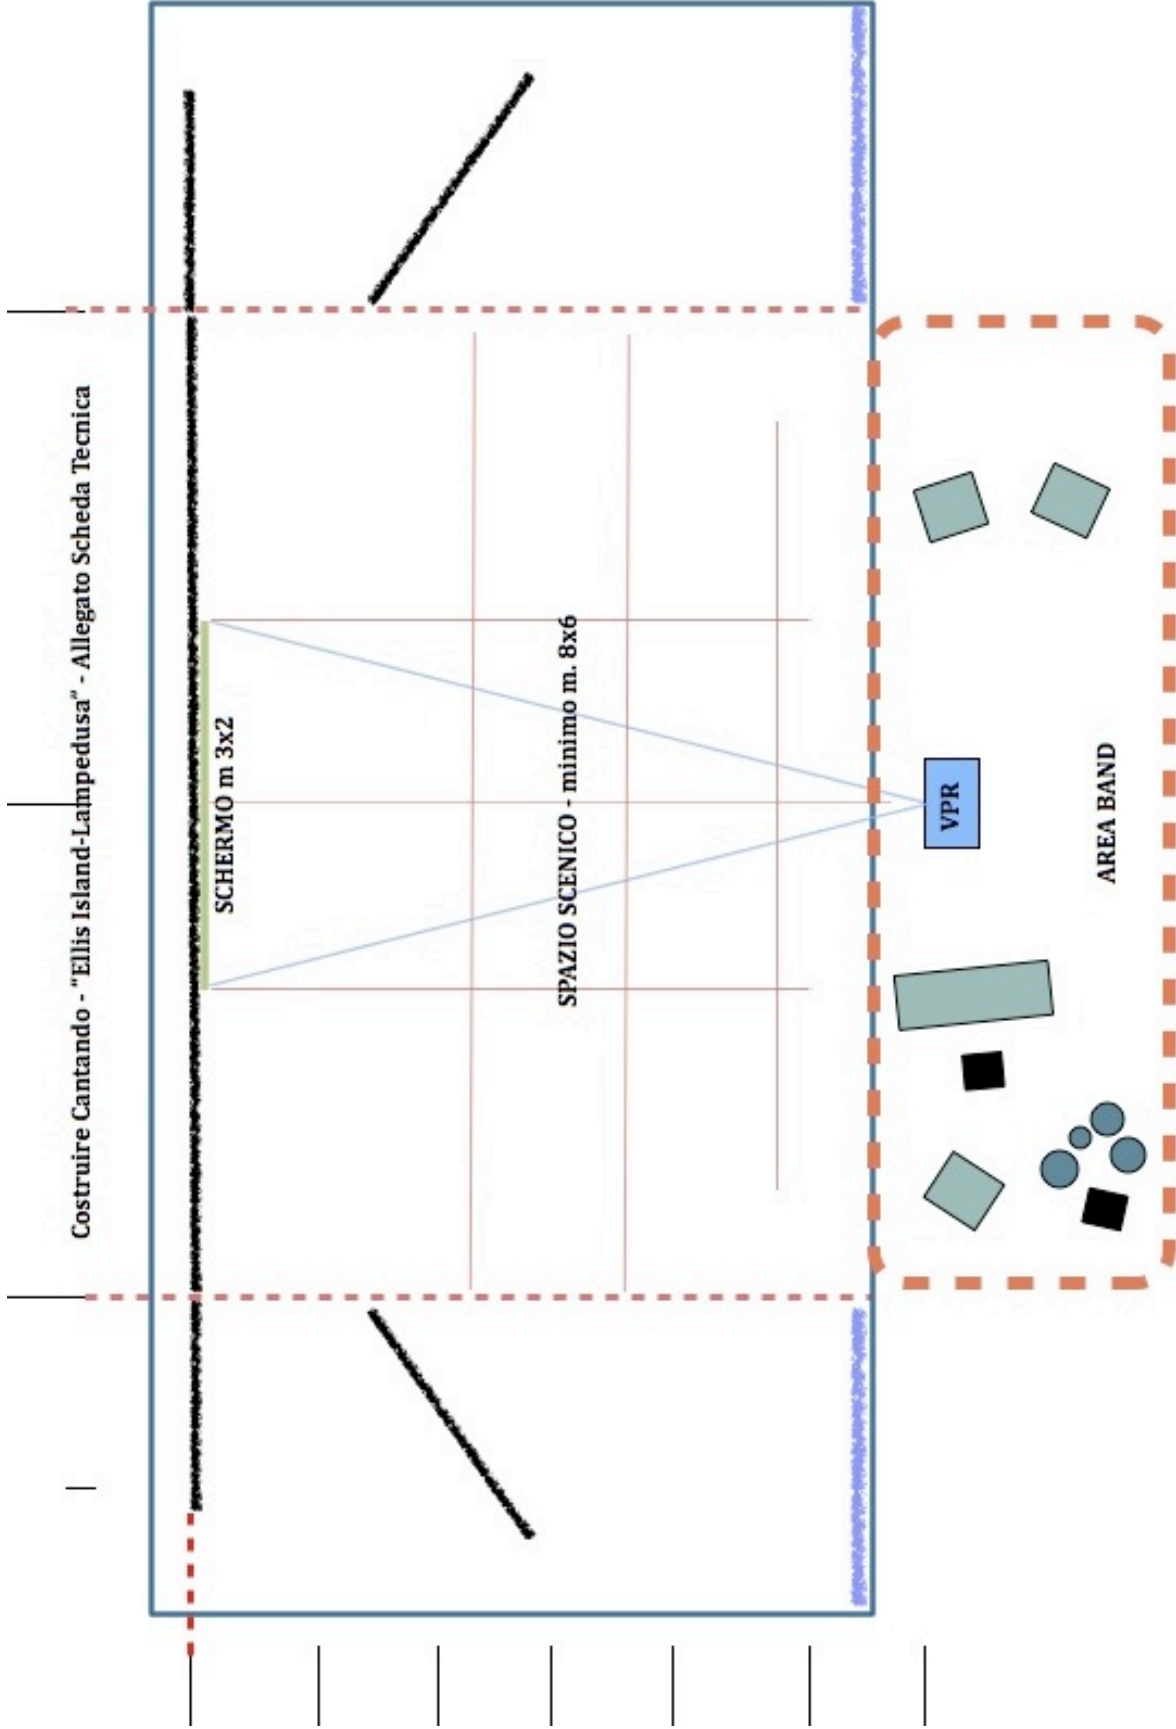 Costruire Cantando - "Ellis Island-Lampedusa" - Allegato Scheda Tecnica
SCHERMO m 3x2
SPAZIO SCENICO - minimo m. 8x6
VPR
AREA BAND